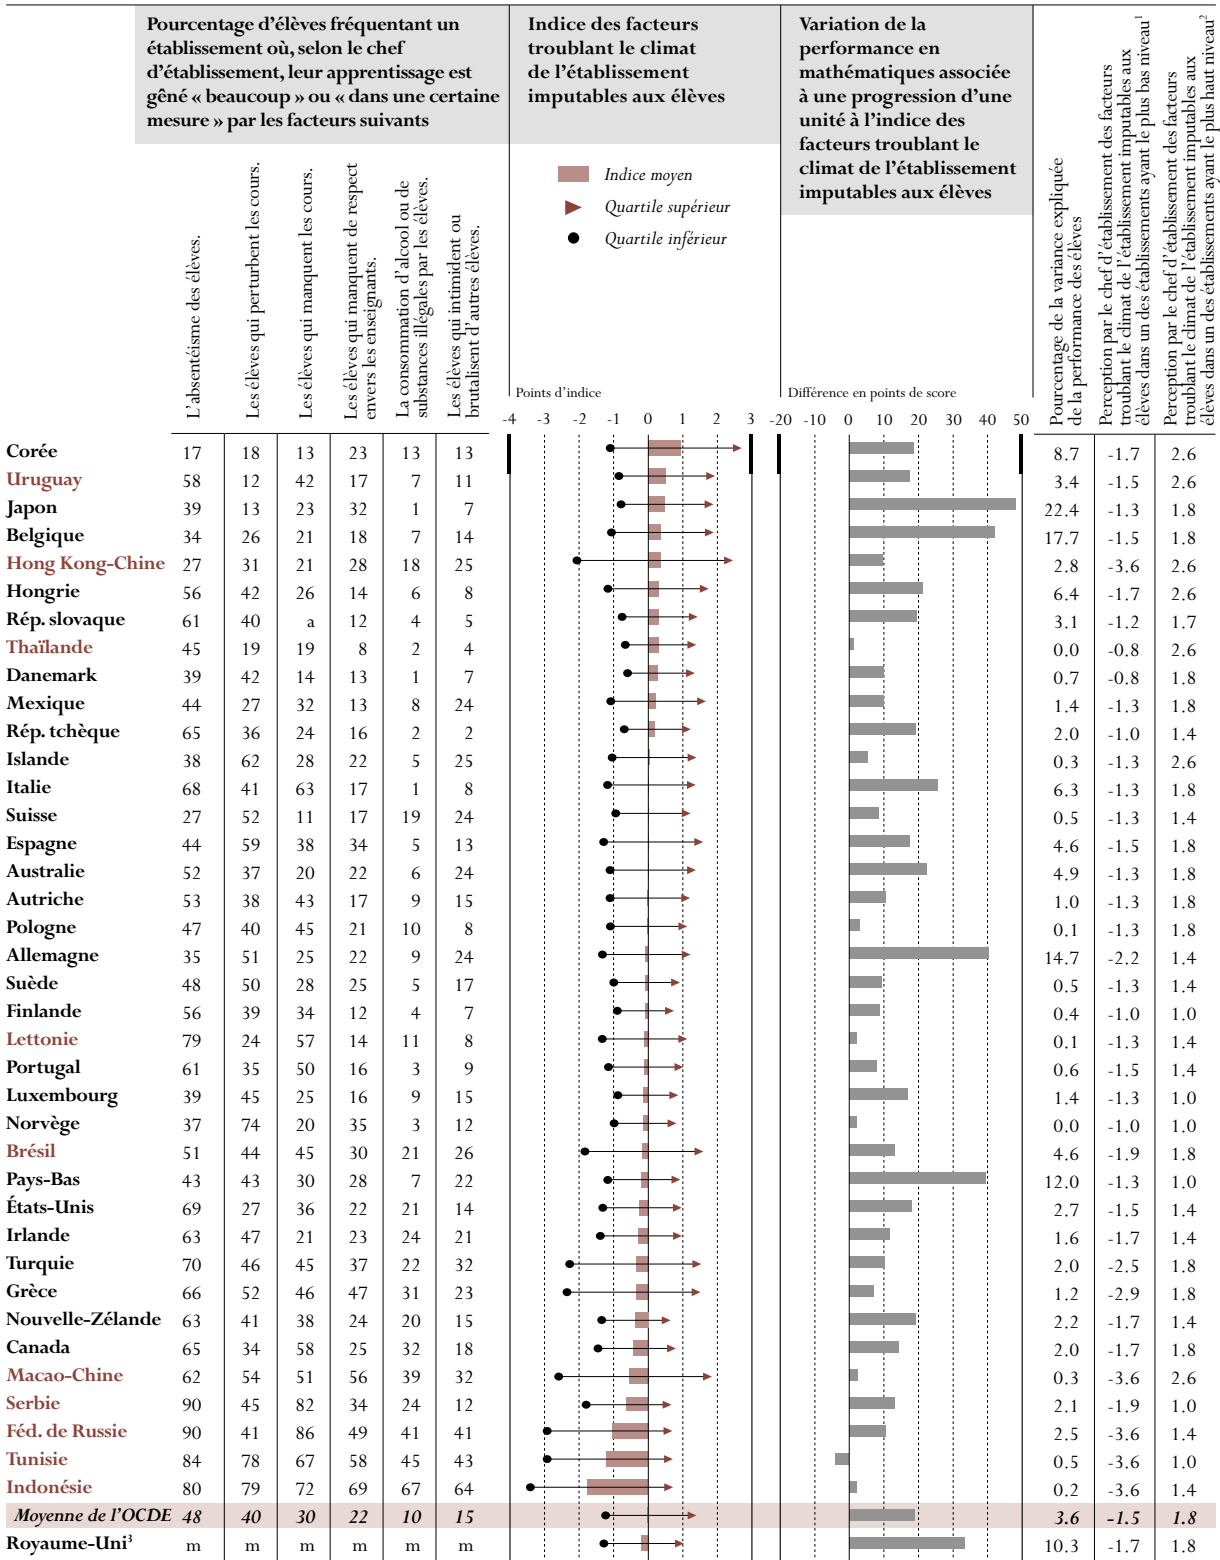 Pourcentage d'élèves fréquentant un
établissement où, selon le chef
d'établissement, leur apprentissage est
gêné « beaucoup » ou « dans une certaine
mesure » par les facteurs suivants
Indice des facteurs
troublant le climat
de l'établissement
imputables aux élèves
Variation de la
performance en
mathématiques associée
à une progression d'une
unité à l'indice des
facteurs troublant le
climat de l'établissement
imputables aux élèves
L'absentéisme des élèves.
Les élèves qui perturbent les cours.
Les élèves qui manquent les cours.
Les élèves qui manquent de respect
envers les enseignants.
La consommation d'alcool ou de
substances illégales par les élèves.
Les élèves qui intimident ou
brutalisent d'autres élèves.
Indice moyen
Quartile supérieur
Quartile inférieur
Pourcentage de la variance expliquée
de la performance des élèves
Perception par le chef d'établissement des facteurs
troublant le climat de l'établissement imputables aux
élèves dans un des établissements ayant le plus bas niveau¹
Perception par le chef d'établissement des facteurs
troublant le climat de l'établissement imputables aux
élèves dans un des établissements ayant le plus haut niveau²
Points d'indice
Différence en points de score
-4 -3 -2 -1 0 1 2 3
-20 -10 0 10 20 30 40 50
Corée 17 18 13 23 13 13 8.7 -1.7 2.6
Uruguay 58 12 42 17 7 11 3.4 -1.5 2.6
Japon 39 13 23 32 1 7 22.4 -1.3 1.8
Belgique 34 26 21 18 7 14 17.7 -1.5 1.8
Hong Kong-Chine 27 31 21 28 18 25 2.8 -3.6 2.6
Hongrie 56 42 26 14 6 8 6.4 -1.7 2.6
Rép. slovaque 61 40 a 12 4 5 3.1 -1.2 1.7
Thaïlande 45 19 19 8 2 4 0.0 -0.8 2.6
Danemark 39 42 14 13 1 7 0.7 -0.8 1.8
Mexique 44 27 32 13 8 24 1.4 -1.3 1.8
Rép. tchèque 65 36 24 16 2 2 2.0 -1.0 1.4
Islande 38 62 28 22 5 25 0.3 -1.3 2.6
Italie 68 41 63 17 1 8 6.3 -1.3 1.8
Suisse 27 52 11 17 19 24 0.5 -1.3 1.4
Espagne 44 59 38 34 5 13 4.6 -1.5 1.8
Australie 52 37 20 22 6 24 4.9 -1.3 1.8
Autriche 53 38 43 17 9 15 1.0 -1.3 1.8
Pologne 47 40 45 21 10 8 0.1 -1.3 1.8
Allemagne 35 51 25 22 9 24 14.7 -2.2 1.4
Suède 48 50 28 25 5 17 0.5 -1.3 1.4
Finlande 56 39 34 12 4 7 0.4 -1.0 1.0
Lettonie 79 24 57 14 11 8 0.1 -1.3 1.4
Portugal 61 35 50 16 3 9 0.6 -1.5 1.4
Luxembourg 39 45 25 16 9 15 1.4 -1.3 1.0
Norvège 37 74 20 35 3 12 0.0 -1.0 1.0
Brésil 51 44 45 30 21 26 4.6 -1.9 1.8
Pays-Bas 43 43 30 28 7 22 12.0 -1.3 1.0
États-Unis 69 27 36 22 21 14 2.7 -1.5 1.4
Irlande 63 47 21 23 24 21 1.6 -1.7 1.4
Turquie 70 46 45 37 22 32 2.0 -2.5 1.8
Grèce 66 52 46 47 31 23 1.2 -2.9 1.8
Nouvelle-Zélande 63 41 38 24 20 15 2.2 -1.7 1.4
Canada 65 34 58 25 32 18 2.0 -1.7 1.8
Macao-Chine 62 54 51 56 39 32 0.3 -3.6 2.6
Serbie 90 45 82 34 24 12 2.1 -1.9 1.0
Féd. de Russie 90 41 86 49 41 41 2.5 -3.6 1.4
Tunisie 84 78 67 58 45 43 0.5 -3.6 1.0
Indonésie 80 79 72 69 67 64 0.2 -3.6 1.4
Moyenne de l'OCDE 48 40 30 22 10 15 3.6 -1.5 1.8
Royaume-Uni³ m m m m m m 10.3 -1.7 1.8